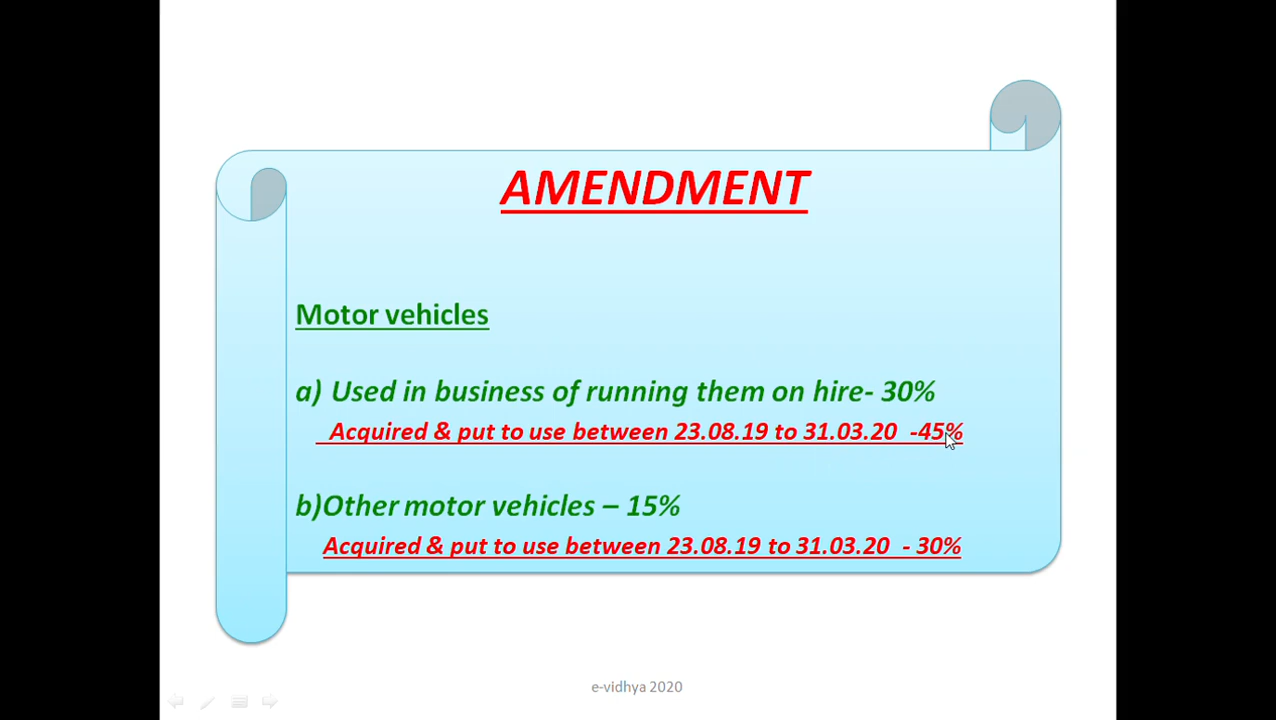 AMENDMENT
Motor vehicles
a) Used in business of running them on hire- 30%
Acquired & put to use between 23.08.19 to 31.03.20 -45%
b)Other motor vehicles – 15%
Acquired & put to use between 23.08.19 to 31.03.20 - 30%
e-vidhya 2020